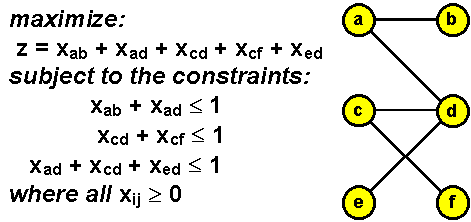 maximize:
z = xab + xad + xcd + xcf + xed
subject to the constraints:
xab + xad ≤ 1
xcd + xcf ≤ 1
xad + xcd + xed ≤ 1
where all xij ≥ 0
a b
c d
e f